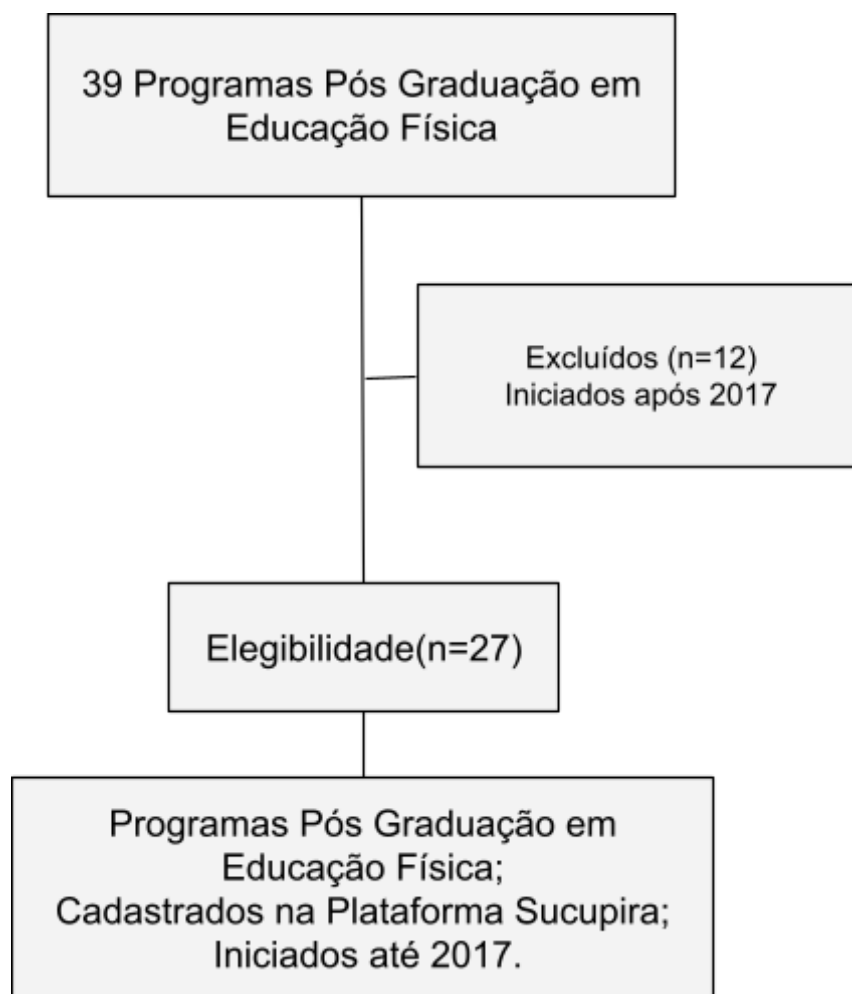 39 Programas Pós Graduação em
Educação Física
Excluídos (n=12)
Iniciados após 2017
Elegibilidade(n=27)
Programas Pós Graduação em
Educação Física;
Cadastrados na Plataforma Sucupira;
Iniciados até 2017.